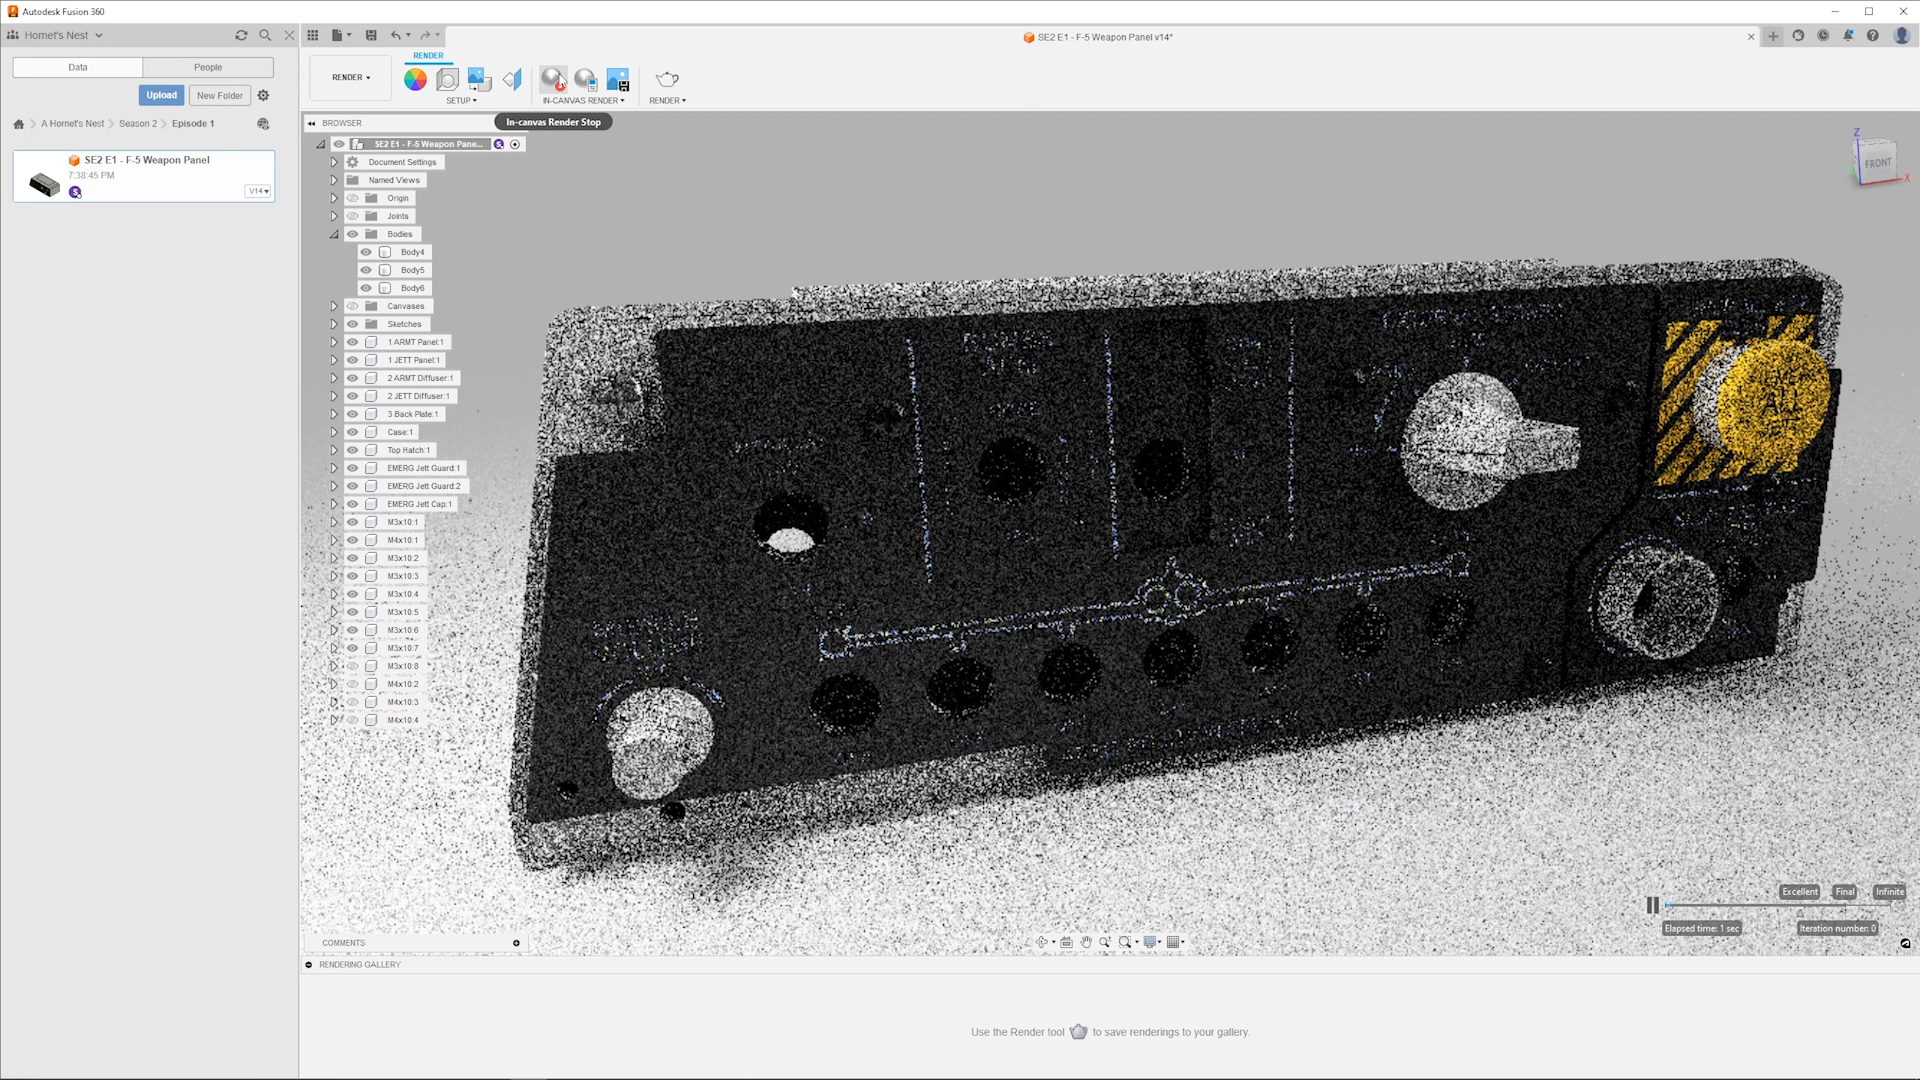 Autodesk Fusion 360
Hornet's Nest
SE2 E1 - F-5 Weapon Panel v14*
Data
People
Upload
New Folder
A Hornet's Nest
Season 2
Episode 1
SE2 E1 - F-5 Weapon Panel
7:38:45 PM
V14
RENDER
RENDER
SETUP
IN-CANVAS RENDER
RENDER
In-canvas Render Stop
BROWSER
SE2 E1 - F-5 Weapon Pane...
Document Settings
Named Views
Origin
Joints
Bodies
Body4
Body5
Body6
Canvases
Sketches
1 ARMT Panel:1
1 JETT Panel:1
2 ARMT Diffuser:1
2 JETT Diffuser:1
3 Back Plate:1
Case:1
Top Hatch:1
EMERG Jett Guard:1
EMERG Jett Guard:2
EMERG Jett Cap:1
M3x10:1
M4x10:1
M3x10:2
M3x10:3
M3x10:4
M3x10:5
M3x10:6
M3x10:7
M3x10:8
M4x10:2
M4x10:3
M4x10:4
Z
FRONT
X
Excellent
Final
Infinite
Elapsed time: 1 sec
Iteration number: 0
COMMENTS
RENDERING GALLERY
Use the Render tool to save renderings to your gallery.